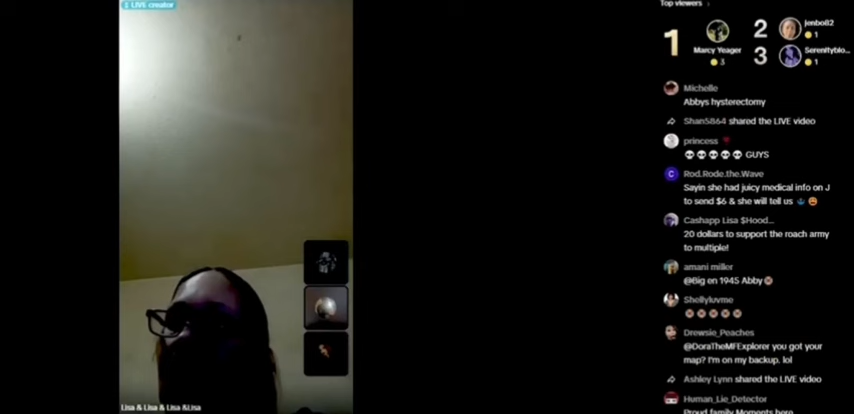 LIVE creator
Top viewers
1
Marcy Yeager
3
2
jenbo82
1
3
Serenityblo...
1
Michelle
Abbys hysterectomy
Shan5864 shared the LIVE video
princess
GUYS
C
Rod.Rode.the.Wave
Sayin she had juicy medical info on J
to send $6 & she will tell us
Cashapp Lisa $Hood...
20 dollars to support the roach army
to multiple!
amani miller
@Big en 1945 Abby
Shellyluvme
Drewsie_Peaches
@DoraTheMFExplorer you got your
map? I'm on my backup. lol
Ashley Lynn shared the LIVE video
Human_Lie_Detector
Proud family Moments here
Lisa & Lisa & Lisa &Lisa